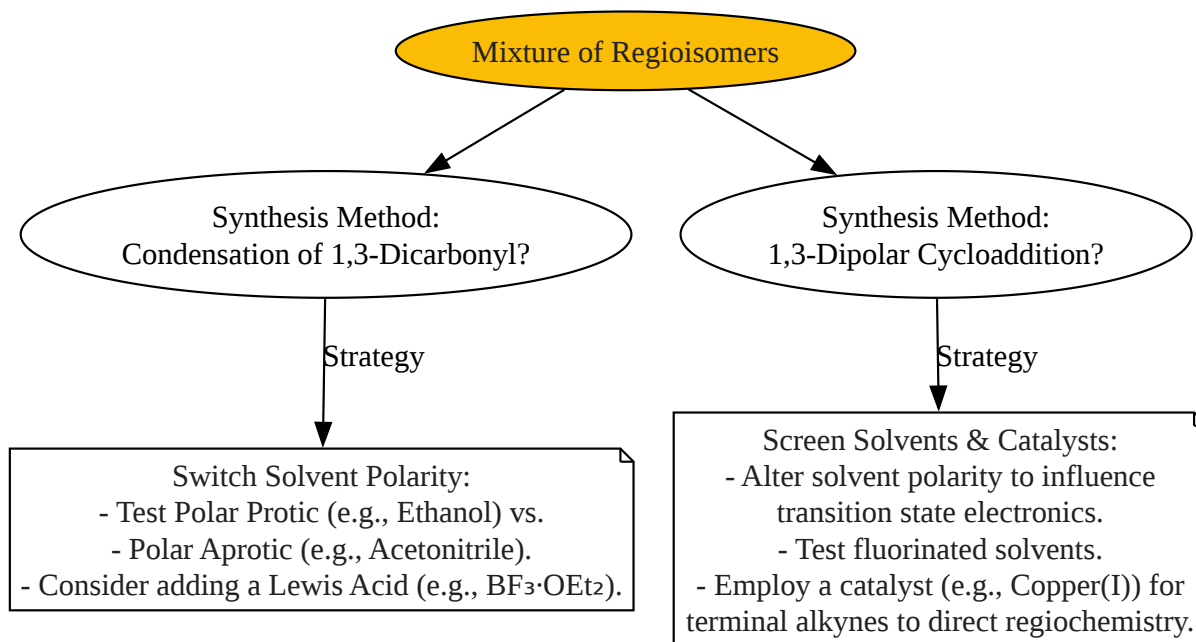 Mixture of Regioisomers
Synthesis Method:
Condensation of 1,3-Dicarbonyl?
Synthesis Method:
1,3-Dipolar Cycloaddition?
Strategy
Strategy
Switch Solvent Polarity:
- Test Polar Protic (e.g., Ethanol) vs.
- Polar Aprotic (e.g., Acetonitrile).
- Consider adding a Lewis Acid (e.g., BF₃·OEt₂).
Screen Solvents & Catalysts:
- Alter solvent polarity to influence
transition state electronics.
- Test fluorinated solvents.
- Employ a catalyst (e.g., Copper(I)) for
terminal alkynes to direct regiochemistry.